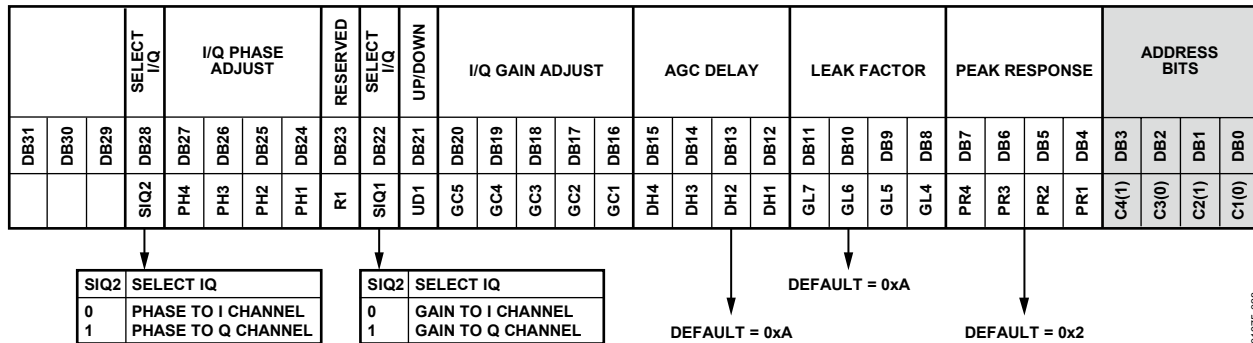 SELECT I/Q
I/Q PHASE
ADJUST
RESERVED
SELECT I/Q
UP/DOWN
I/Q GAIN ADJUST
AGC DELAY
LEAK FACTOR
PEAK RESPONSE
ADDRESS
BITS
DB31 DB30 DB29 DB28 DB27 DB26 DB25 DB24 DB23 DB22 DB21 DB20 DB19 DB18 DB17 DB16 DB15 DB14 DB13 DB12 DB11 DB10 DB9 DB8 DB7 DB6 DB5 DB4 DB3 DB2 DB1 DB0
SIQ2 PH4 PH3 PH2 PH1 R1 SIQ1 UD1 GC5 GC4 GC3 GC2 GC1 DH4 DH3 DH2 DH1 GL7 GL6 GL5 GL4 PR4 PR3 PR2 PR1 C4(1) C3(0) C2(1) C1(0)
SIQ2 SELECT IQ
0 PHASE TO I CHANNEL
1 PHASE TO Q CHANNEL
SIQ2 SELECT IQ
0 GAIN TO I CHANNEL
1 GAIN TO Q CHANNEL
DEFAULT = 0xA
DEFAULT = 0xA
DEFAULT = 0x2